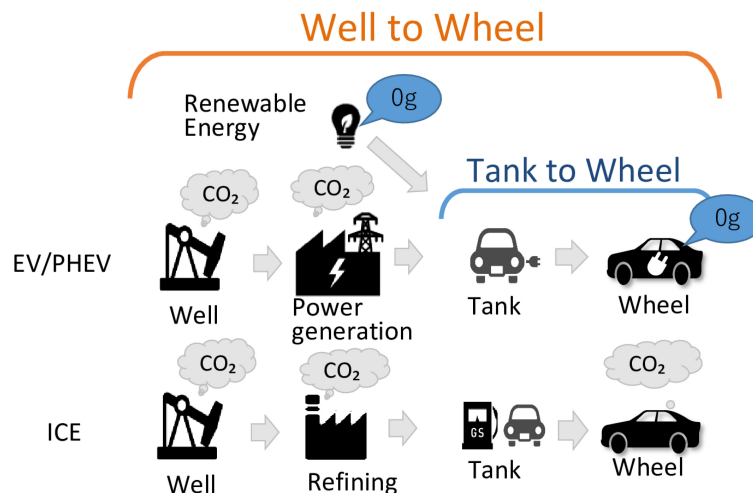 Well to Wheel
Renewable
Energy
0g
Tank to Wheel
CO₂
CO₂
0g
EV/PHEV
Well
Power
generation
Tank
Wheel
CO₂
CO₂
CO₂
ICE
GS
Well
Refining
Tank
Wheel